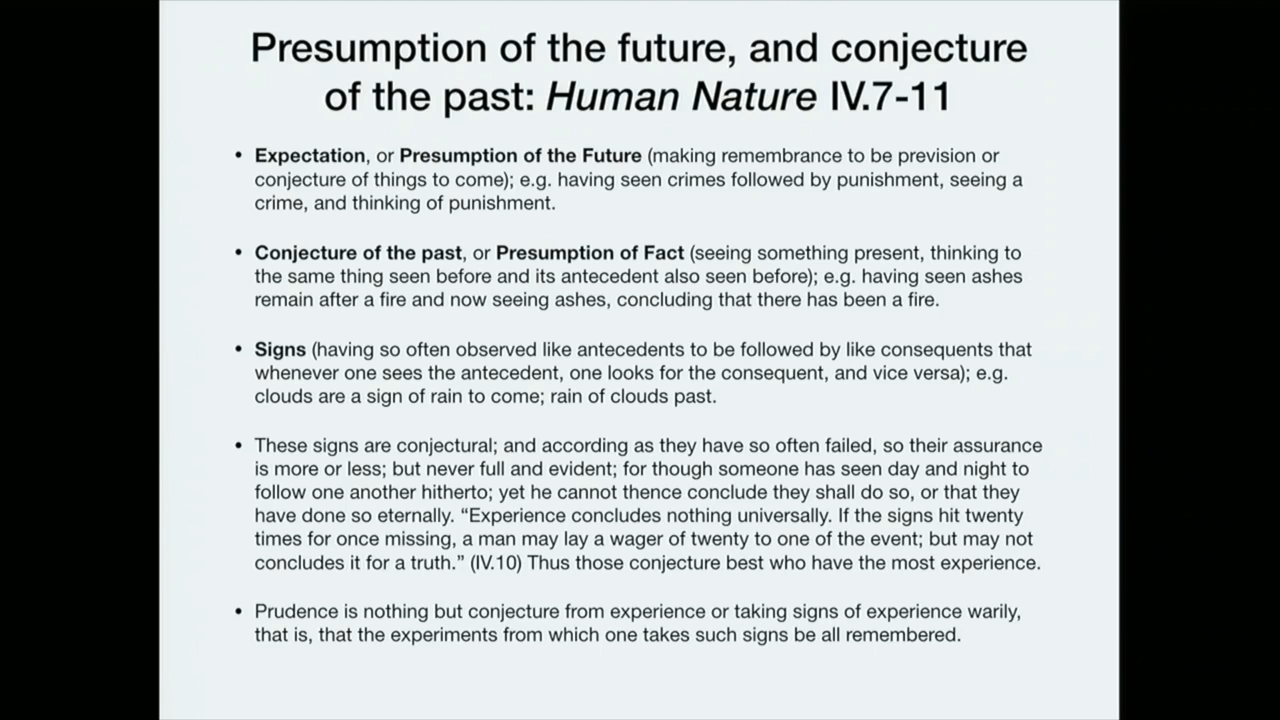 Presumption of the future, and conjecture
of the past: Human Nature IV.7-11
• Expectation, or Presumption of the Future (making remembrance to be prevision or
conjecture of things to come); e.g. having seen crimes followed by punishment, seeing a
crime, and thinking of punishment.
• Conjecture of the past, or Presumption of Fact (seeing something present, thinking to
the same thing seen before and its antecedent also seen before); e.g. having seen ashes
remain after a fire and now seeing ashes, concluding that there has been a fire.
• Signs (having so often observed like antecedents to be followed by like consequents that
whenever one sees the antecedent, one looks for the consequent, and vice versa); e.g.
clouds are a sign of rain to come; rain of clouds past.
• These signs are conjectural; and according as they have so often failed, so their assurance
is more or less; but never full and evident; for though someone has seen day and night to
follow one another hitherto; yet he cannot thence conclude they shall do so, or that they
have done so eternally. “Experience concludes nothing universally. If the signs hit twenty
times for once missing, a man may lay a wager of twenty to one of the event; but may not
concludes it for a truth.” (IV.10) Thus those conjecture best who have the most experience.
• Prudence is nothing but conjecture from experience or taking signs of experience warily,
that is, that the experiments from which one takes such signs be all remembered.